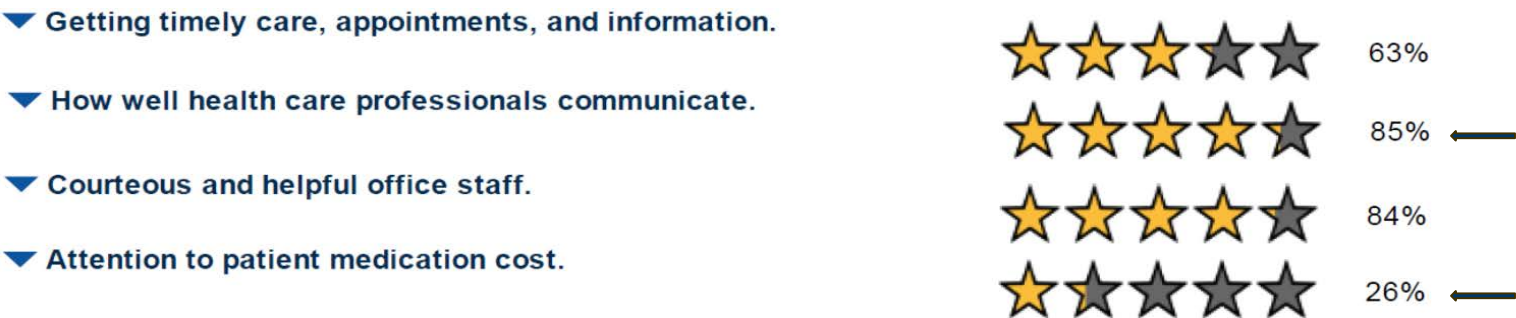 Getting timely care, appointments, and information.
63%
How well health care professionals communicate.
85%
Courteous and helpful office staff.
84%
Attention to patient medication cost.
26%